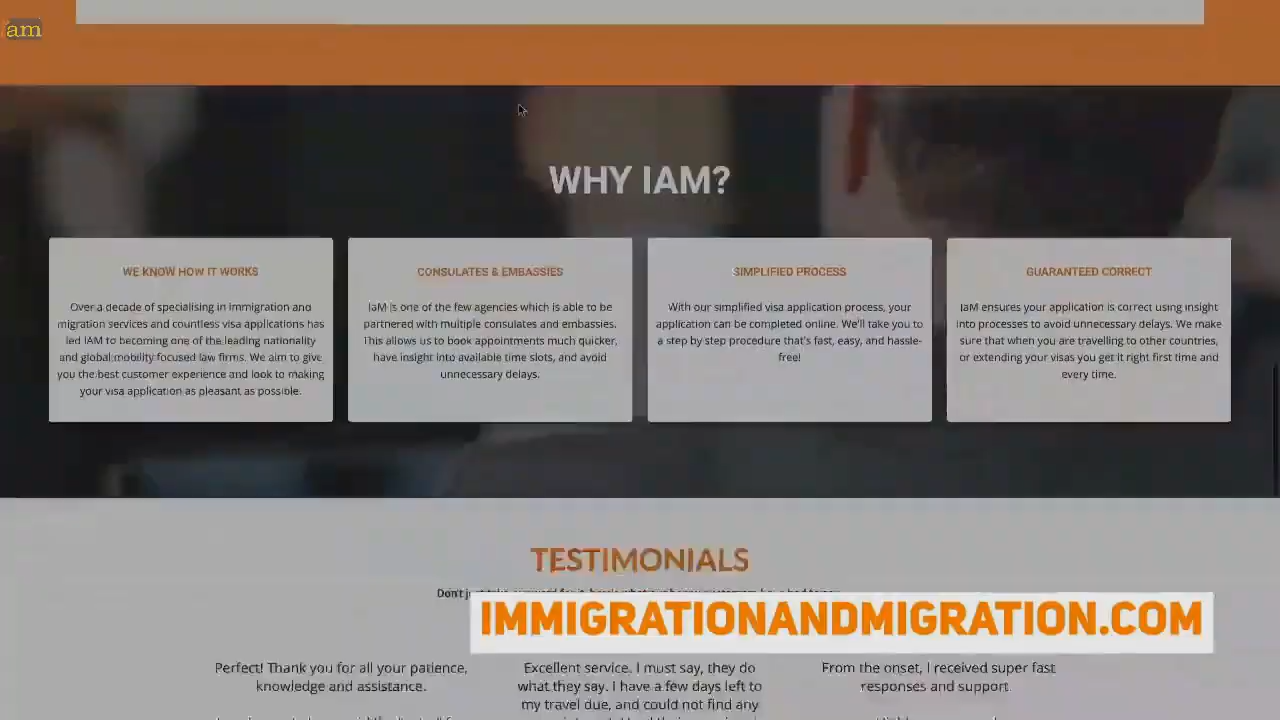 am
WHY IAM?
WE KNOW HOW IT WORKS
Over a decade of specialising in immigration and
migration services and countless visa applications has
led IAM to becoming one of the leading nationality
and global mobility focused law firms. We aim to give
you the best customer experience and look to making
your visa application as pleasant as possible.
CONSULATES & EMBASSIES
IaM is one of the few agencies which is able to be
partnered with multiple consulates and embassies.
This allows us to book appointments much quicker,
have insight into available time slots, and avoid
unnecessary delays.
SIMPLIFIED PROCESS
With our simplified visa application process, your
application can be completed online. We'll take you to
a step by step procedure that's fast, easy, and hassle-
free!
GUARANTEED CORRECT
IaM ensures your application is correct using insight
into processes to avoid unnecessary delays. We make
sure that when you are travelling to other countries,
or extending your visas you get it right first time and
every time.
TESTIMONIALS
IMMIGRATIONANDMIGRATION.COM
Perfect! Thank you for all your patience,
knowledge and assistance.
Excellent service. I must say, they do
what they say. I have a few days left to
my travel due, and could not find any
From the onset, I received super fast
responses and support.